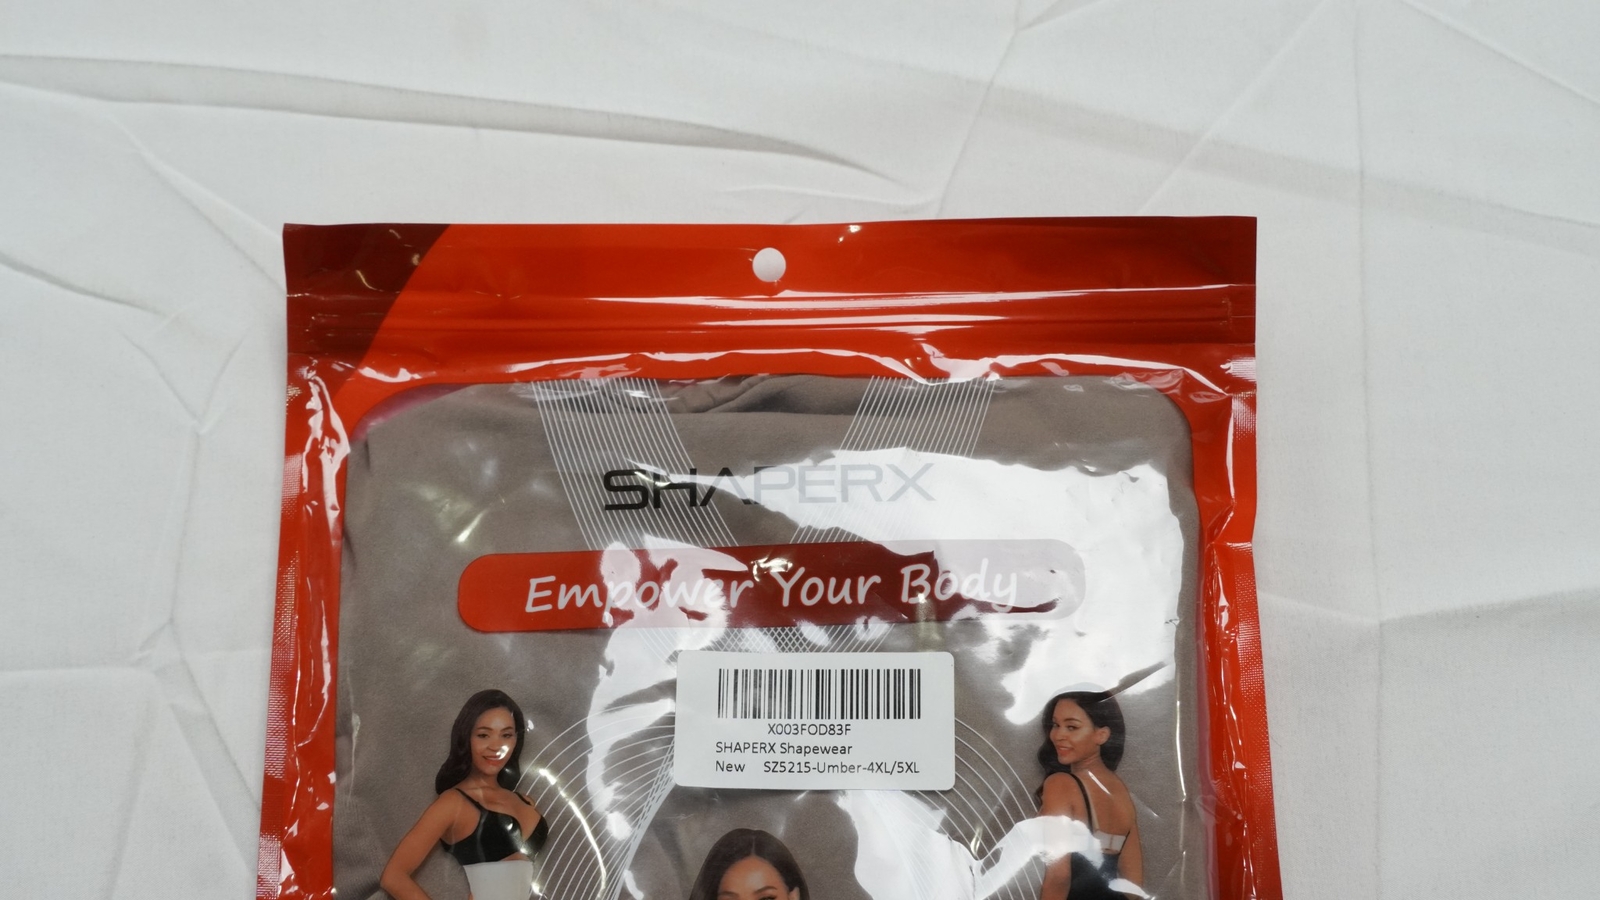 SHAPERX
Empower Your Body
X003FOD83F
SHAPERX Shapewear
New SZ5215-Umber-4XL/5XL